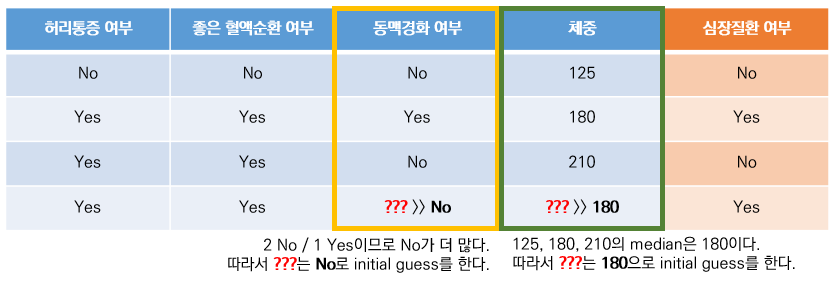 허리통증 여부 좋은 혈액순환 여부 동맥경화 여부 체중 심장질환 여부
No No No 125 No
Yes Yes Yes 180 Yes
Yes Yes No 210 No
Yes Yes ??? 〉〉 No ??? 〉〉 180 Yes
2 No / 1 Yes이므로 No가 더 많다.
따라서 ???는 No로 initial guess를 한다.
125, 180, 210의 median은 180이다.
따라서 ???는 180으로 initial guess를 한다.